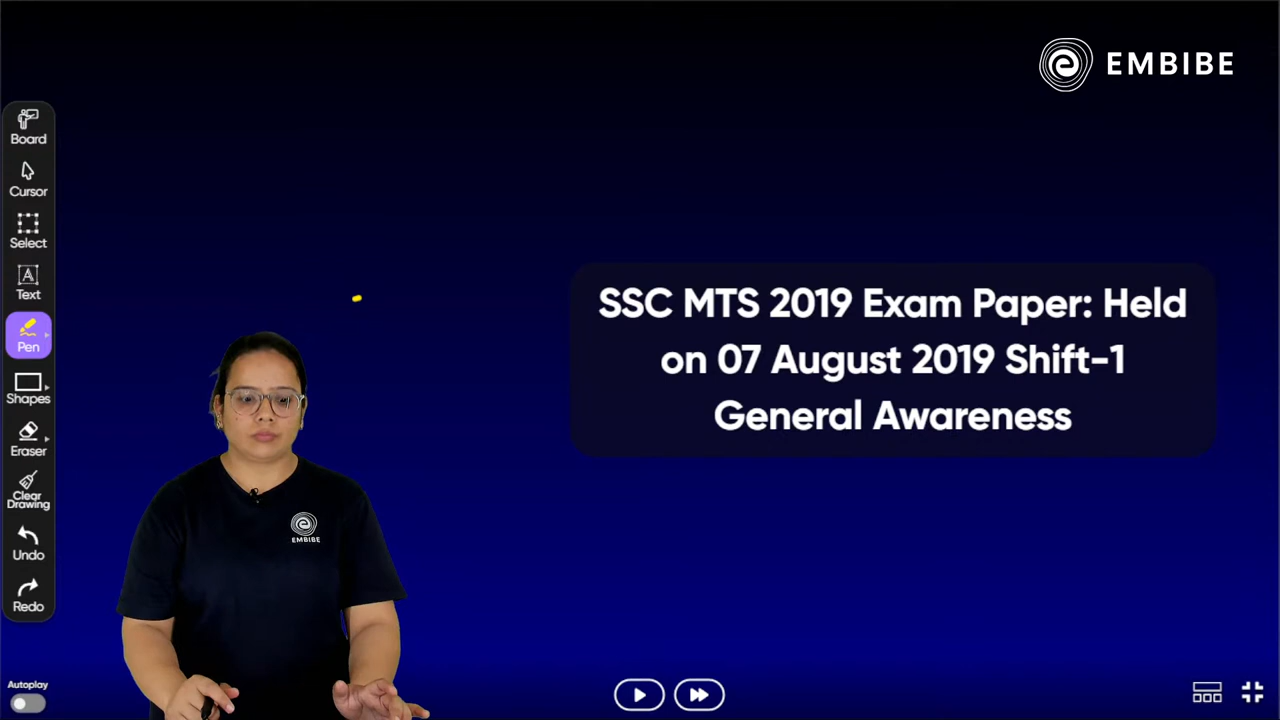 EMBIBE
Board
Cursor
Select
Text
Pen
Shapes
Eraser
Clear
Drawing
Undo
Redo
Autoplay
SSC MTS 2019 Exam Paper: Held
on 07 August 2019 Shift-1
General Awareness
EMBIBE